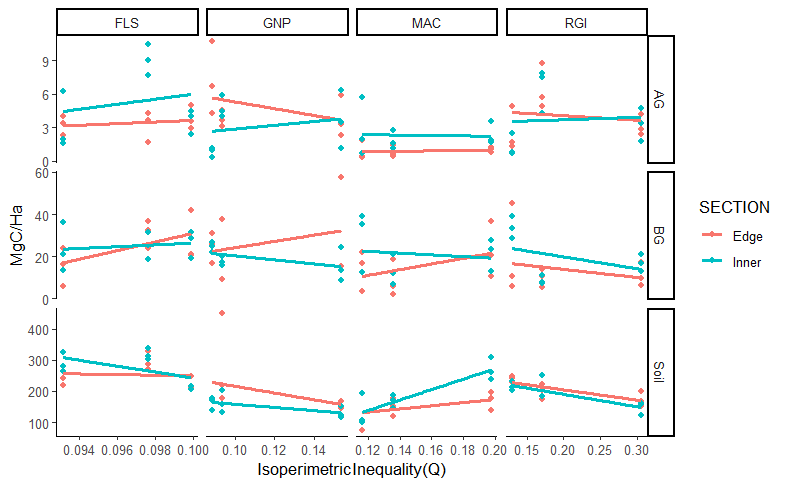 FLS GNP MAC RGI
9
6
3
0
AG
60
40
20
0
BG
400
300
200
100
Soil
MgC/Ha
SECTION
Edge
Inner
0.094 0.096 0.098 0.100 0.10 0.12 0.14 0.12 0.14 0.16 0.18 0.20 0.15 0.20 0.25 0.30
IsoperimetricInequality(Q)